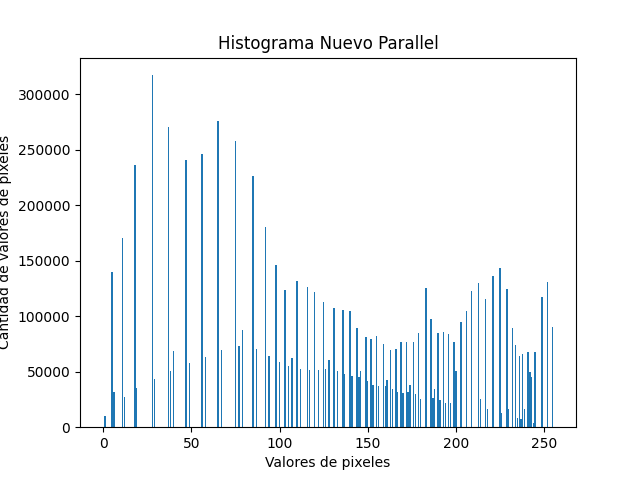 Histograma Nuevo Parallel
Cantidad de valores de pixeles
300000
250000
200000
150000
100000
50000
0
0 50 100 150 200 250
Valores de pixeles